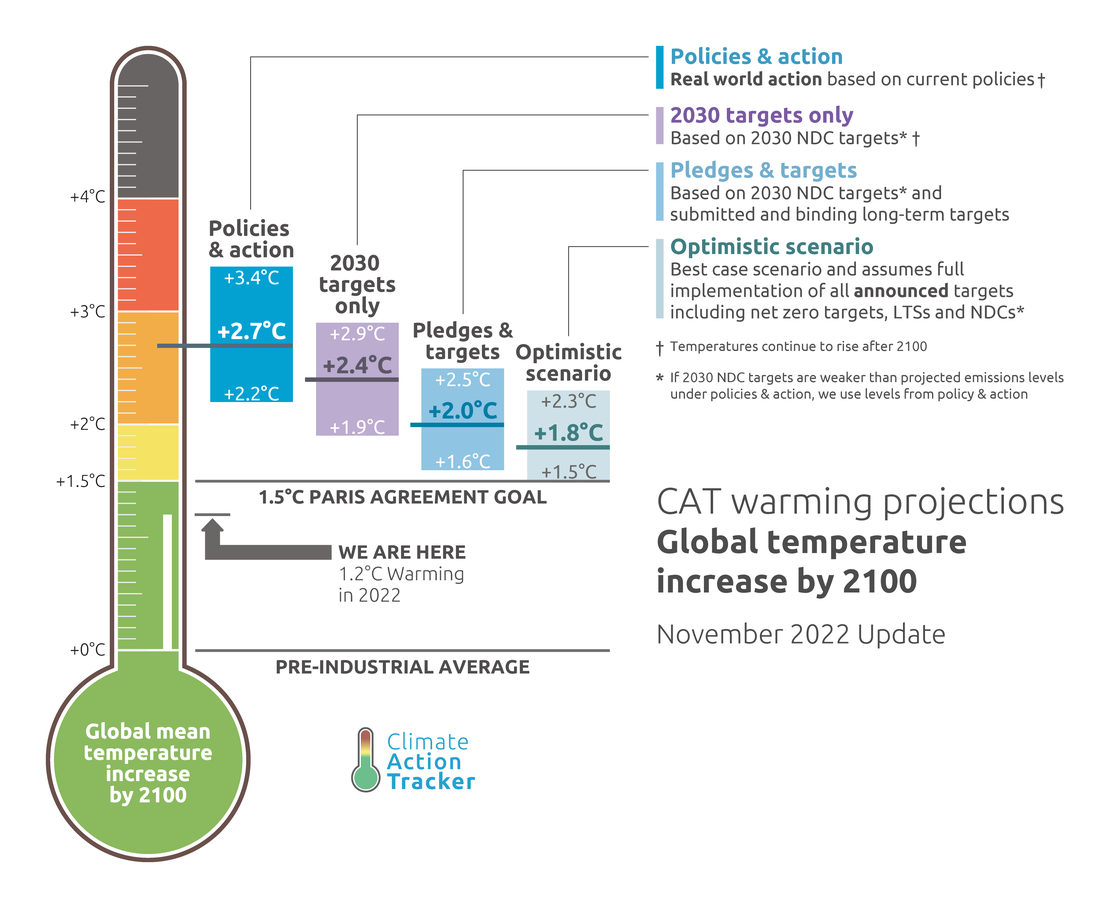 Policies & action
Real world action based on current policies †
2030 targets only
Based on 2030 NDC targets* †
Pledges & targets
Based on 2030 NDC targets* and
submitted and binding long-term targets
Optimistic scenario
Best case scenario and assumes full
implementation of all announced targets
including net zero targets, LTSs and NDCs*
† Temperatures continue to rise after 2100
* If 2030 NDC targets are weaker than projected emissions levels
under policies & action, we use levels from policy & action
+4°C
+3°C
+2°C
+1.5°C
+0°C
Policies
& action
+3.4°C
+2.7°C
+2.2°C
2030
targets
only
+2.9°C
+2.4°C
+1.9°C
Pledges &
targets
+2.5°C
+2.0°C
+1.6°C
Optimistic
scenario
+2.3°C
+1.8°C
+1.5°C
1.5°C PARIS AGREEMENT GOAL
WE ARE HERE
1.2°C Warming
in 2022
PRE-INDUSTRIAL AVERAGE
CAT warming projections
Global temperature
increase by 2100
November 2022 Update
Global mean
temperature
increase
by 2100
Climate
Action
Tracker